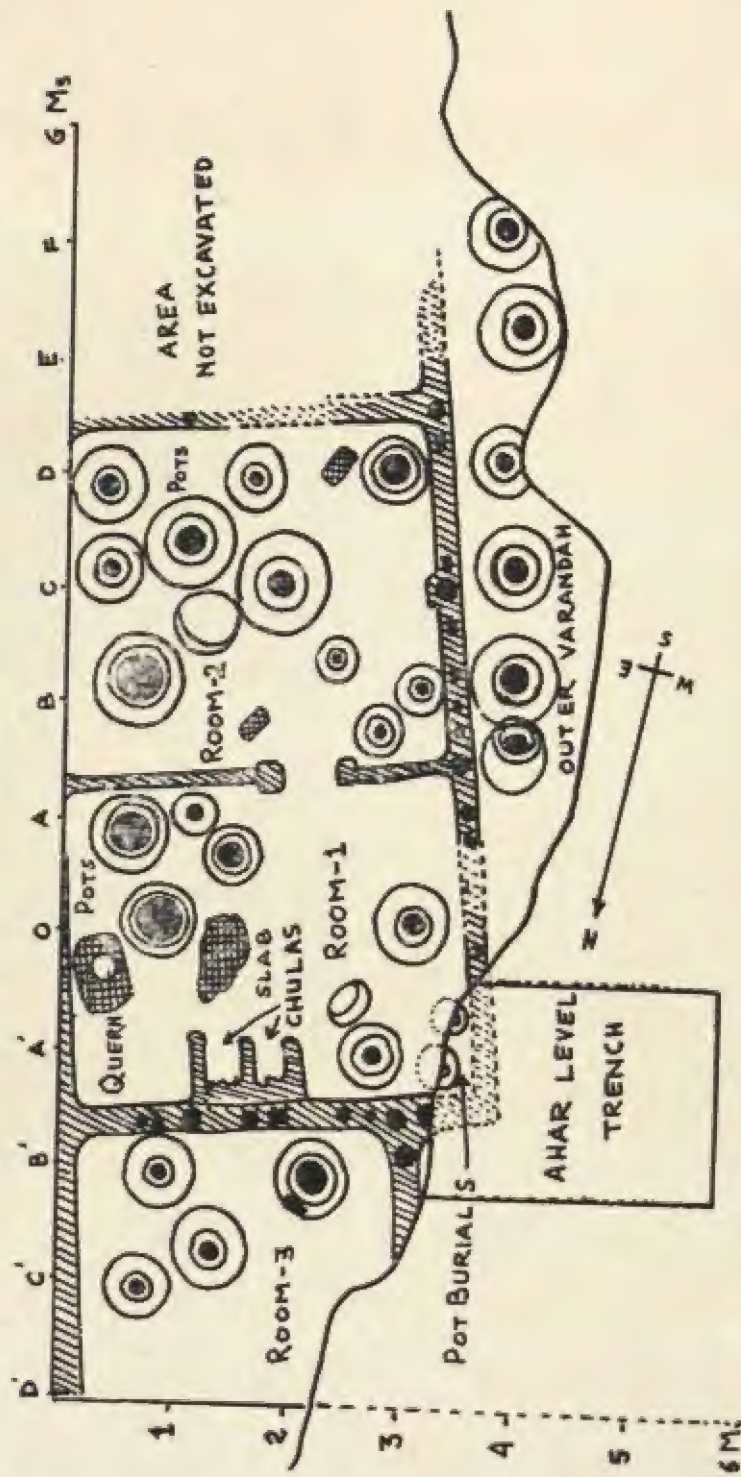 D' C' B' A' O A B C D E F G Ms
1
2
3
4
5
6 M.
AREA
NOT EXCAVATED
POTS
ROOM-2
POTS
QUERN
SLAB
CHULAS
ROOM-1
ROOM-3
POT BURIALS
OUTER VARANDAH
AHAR LEVEL
TRENCH
N
E
S
W